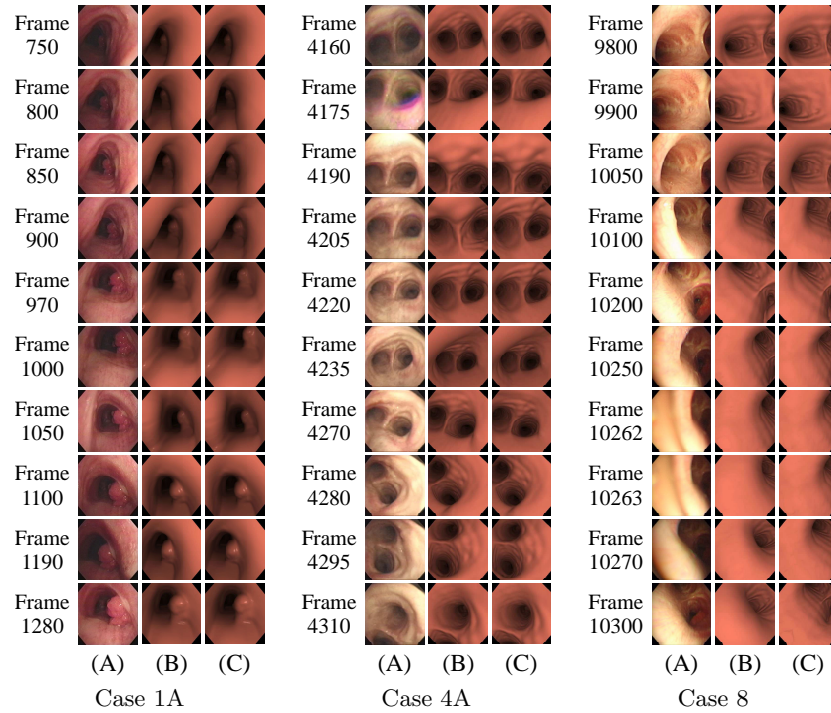 Frame
750
Frame
800
Frame
850
Frame
900
Frame
970
Frame
1000
Frame
1050
Frame
1100
Frame
1190
Frame
1280
(A) (B) (C)
Case 1A
Frame
4160
Frame
4175
Frame
4190
Frame
4205
Frame
4220
Frame
4235
Frame
4270
Frame
4280
Frame
4295
Frame
4310
(A) (B) (C)
Case 4A
Frame
9800
Frame
9900
Frame
10050
Frame
10100
Frame
10200
Frame
10250
Frame
10262
Frame
10263
Frame
10270
Frame
10300
(A) (B) (C)
Case 8